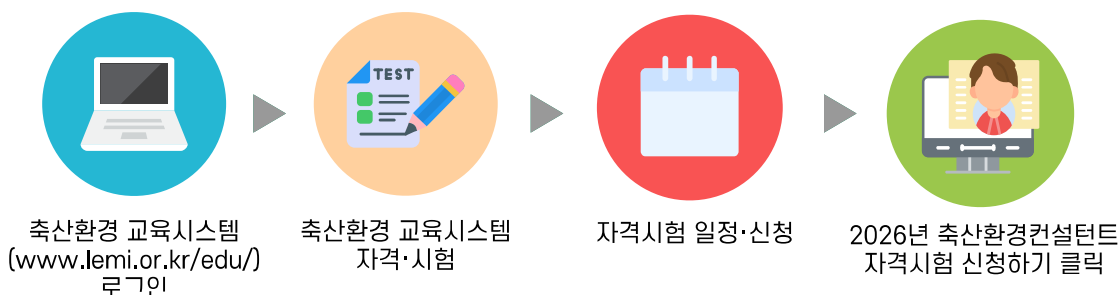 TEST
축산환경 교육시스템
(www.lemi.or.kr/edu/)
로그인
축산환경 교육시스템
자격·시험
자격시험 일정·신청
2026년 축산환경컨설턴트
자격시험 신청하기 클릭